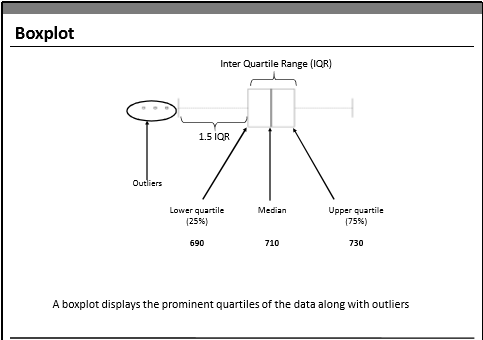 Boxplot
Inter Quartile Range (IQR)
1.5 IQR
Outliers
Lower quartile
(25%)
Median
Upper quartile
(75%)
690
710
730
A boxplot displays the prominent quartiles of the data along with outliers